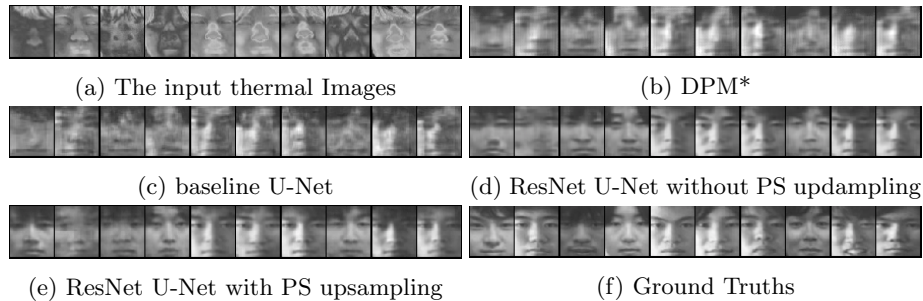 (a) The input thermal Images
(b) DPM*
(c) baseline U-Net
(d) ResNet U-Net without PS updampling
(e) ResNet U-Net with PS upsampling
(f) Ground Truths